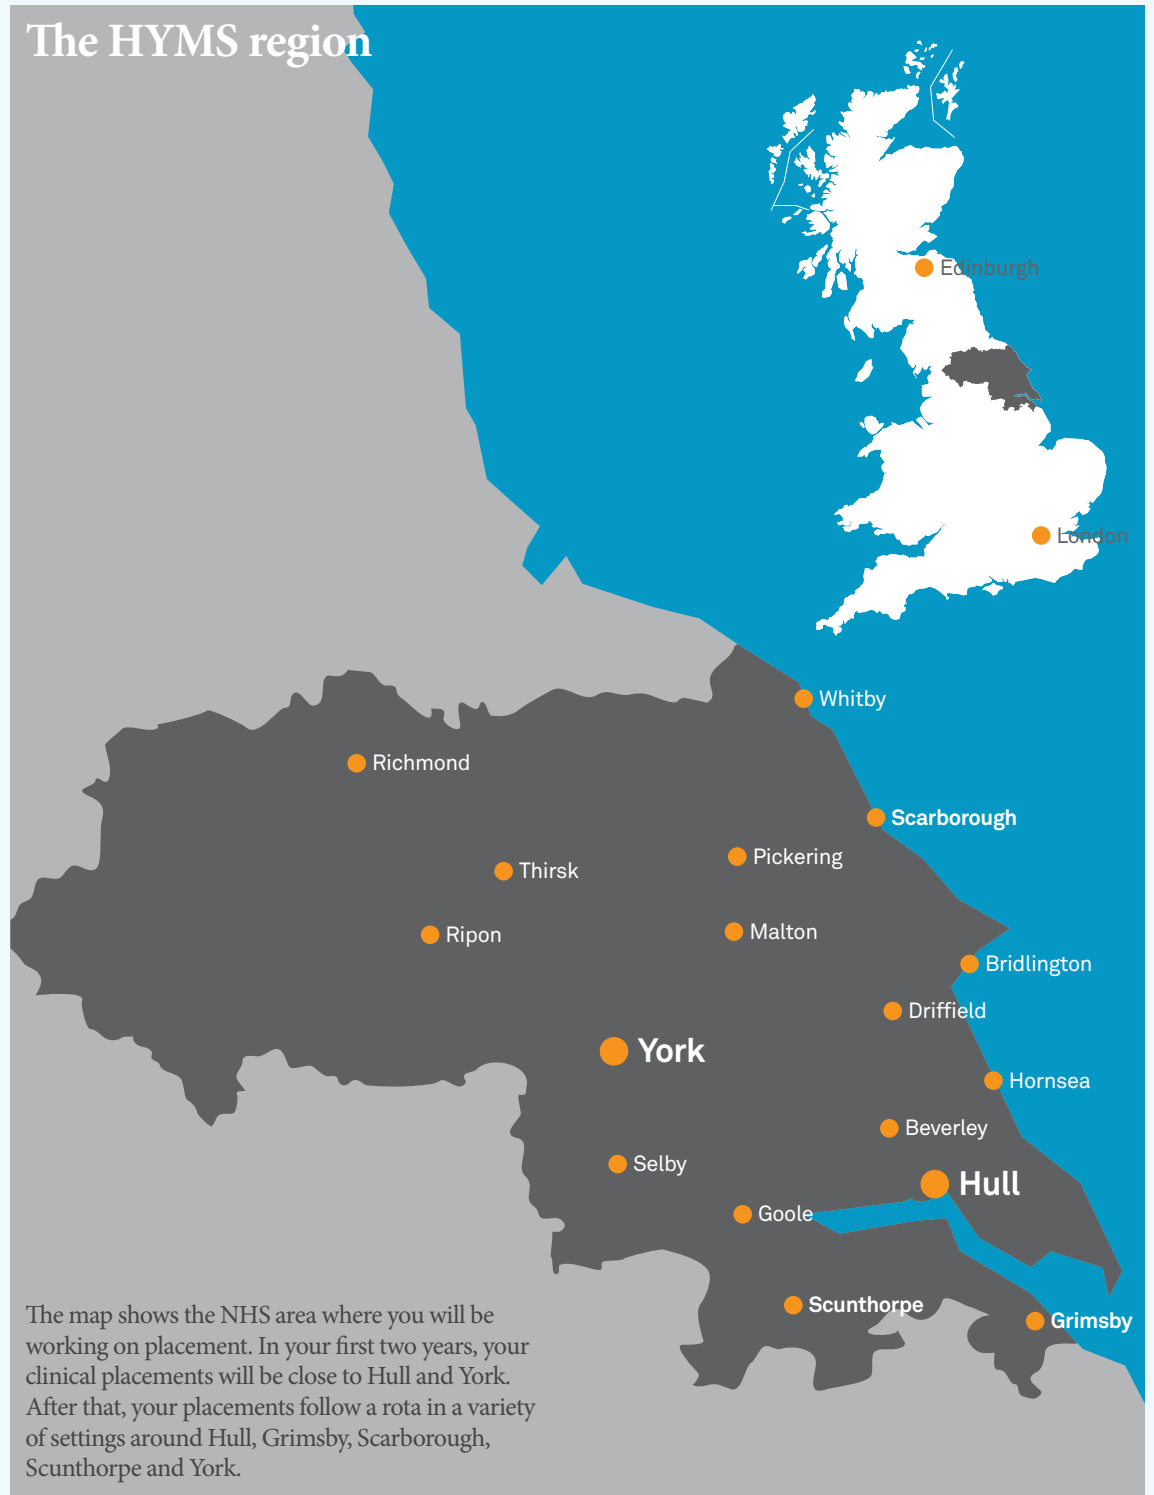 The HYMS region
Edinburgh
London
Whitby
Richmond
Scarborough
Pickering
Thirsk
Malton
Ripon
Bridlington
Driffield
York
Hornsea
Beverley
Selby
Hull
Goole
Scunthorpe
Grimsby
The map shows the NHS area where you will be
working on placement. In your first two years, your
clinical placements will be close to Hull and York.
After that, your placements follow a rota in a variety
of settings around Hull, Grimsby, Scarborough,
Scunthorpe and York.